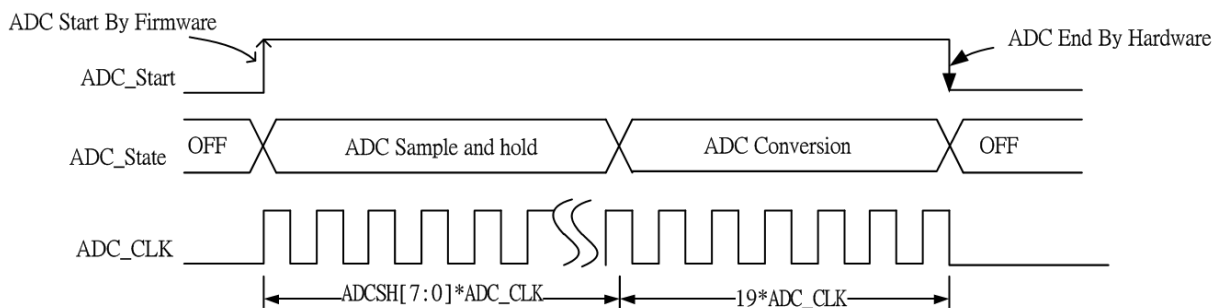 ADC Start By Firmware
ADC End By Hardware
ADC_Start
ADC_State
OFF
ADC Sample and hold
ADC Conversion
OFF
ADC_CLK
ADCSH[7:0]*ADC_CLK
19*ADC_CLK